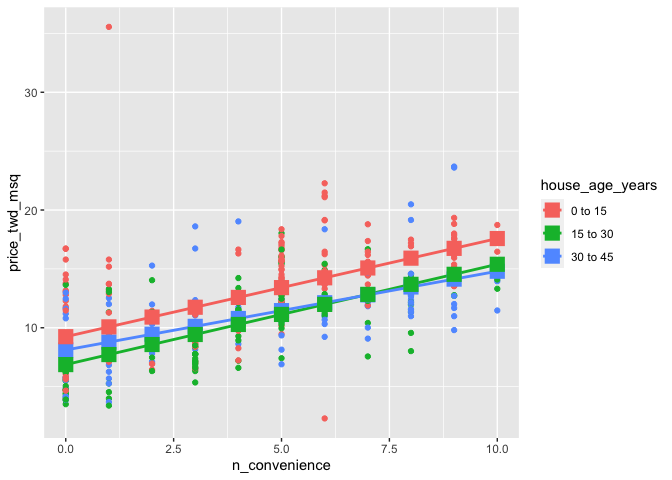 price_twd_msq
30
20
10
0.0
2.5
5.0
7.5
10.0
n_convenience
house_age_years
0 to 15
15 to 30
30 to 45